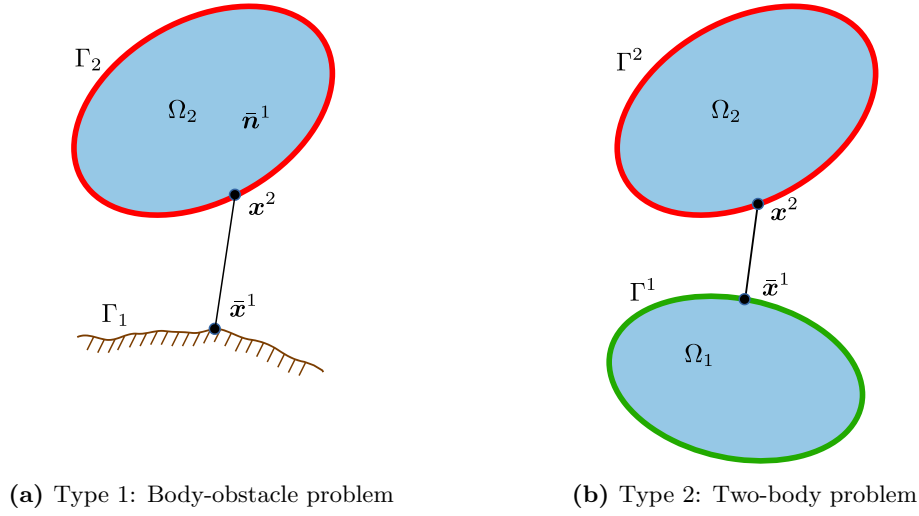 Γ₂
Ω₂
n̄¹
x²
x̄¹
Γ₁
(a) Type 1: Body-obstacle problem
Γ²
Ω₂
x²
x̄¹
Γ¹
Ω₁
(b) Type 2: Two-body problem